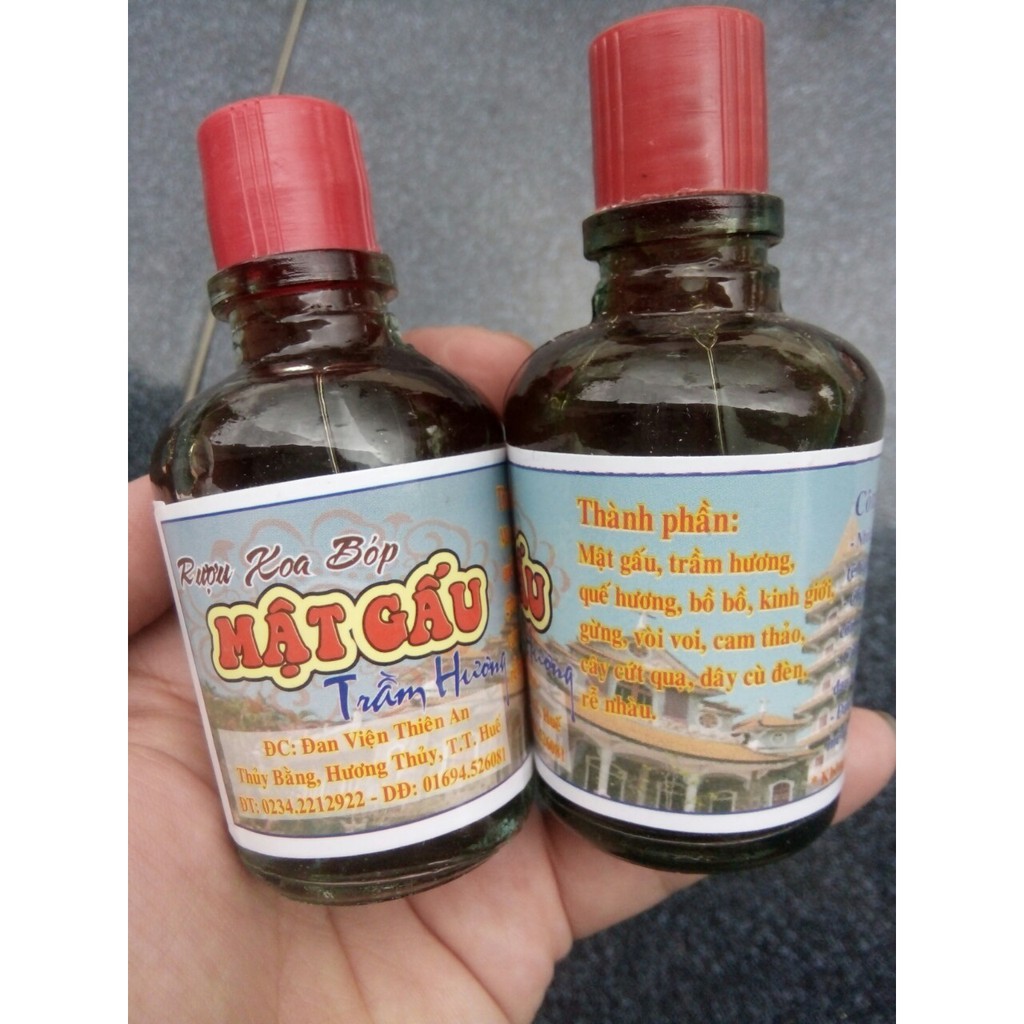 Rượu Xoa Bóp
MẬT GẤU
Trầm Hương
ĐC: Đan Viện Thiên An
Thủy Bằng, Hương Thủy, T.T. Huế
ĐT: 0234.2212922 - DĐ: 01694.526081
Thành phần:
Mật gấu, trầm hương,
quế hương, bồ bồ, kinh giới,
gừng, vòi voi, cam thảo,
cây cứt quạ, dây cù đèn,
rễ nhàu.